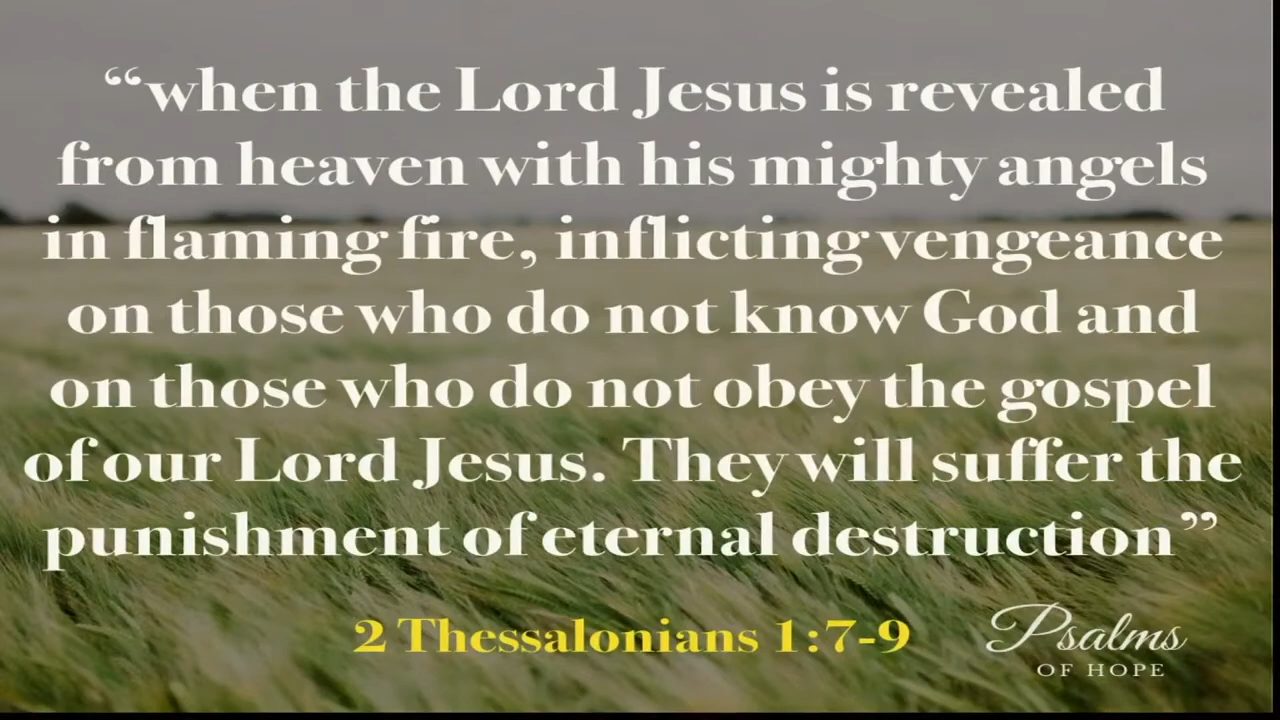 “when the Lord Jesus is revealed
from heaven with his mighty angels
in flaming fire, inflicting vengeance
on those who do not know God and
on those who do not obey the gospel
of our Lord Jesus. They will suffer the
punishment of eternal destruction”
2 Thessalonians 1:7-9
Psalms
OF HOPE